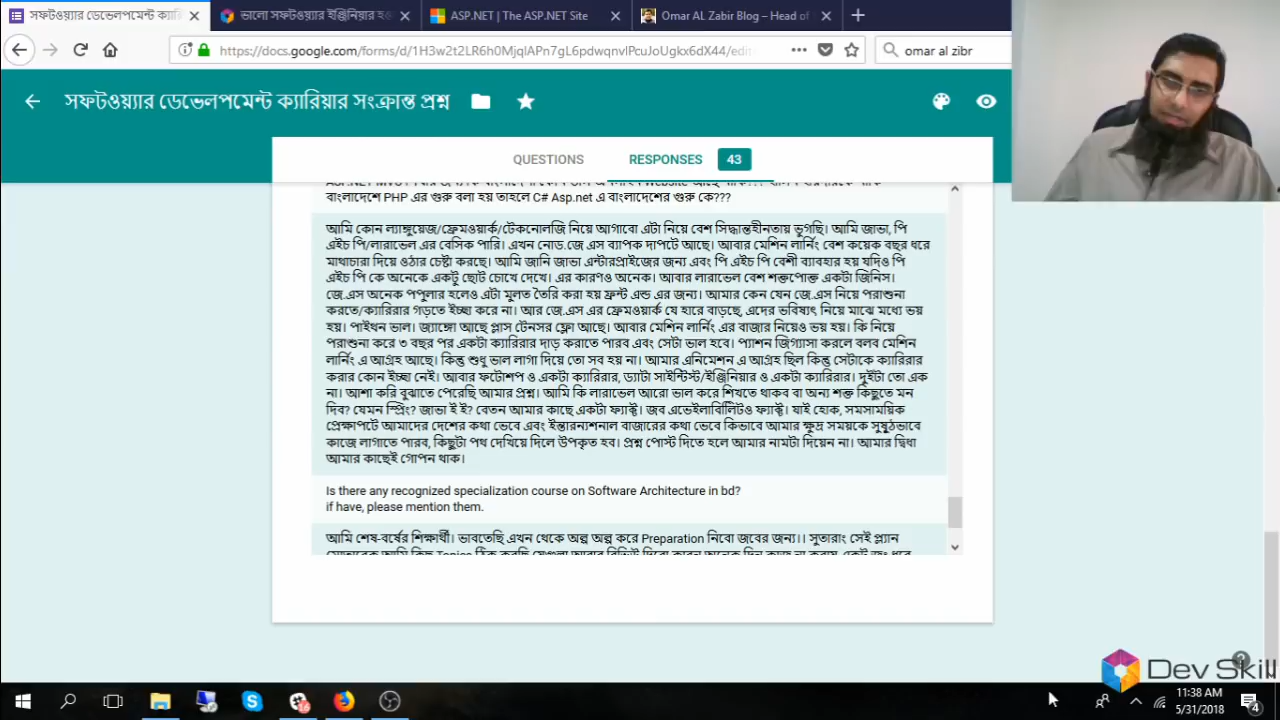 সফটওয়্যার ডেভেলপমেন্ট ক্যারি
ভালো সফটওয়্যার ইঞ্জিনিয়ার হও
ASP.NET | The ASP.NET Site
Omar AL Zabir Blog – Head of
https://docs.google.com/forms/d/1H3w2t2LR6h0MjqlAPn7gL6pdwqnvlPcuJoUgkx6dX44/edit
omar al zibr
সফটওয়্যার ডেভেলপমেন্ট ক্যারিয়ার সংক্রান্ত প্রশ্ন
QUESTIONS
RESPONSES 43
বাংলাদেশে PHP এর গুরু বলা হয় তাহলে C# Asp.net এ বাংলাদেশের গুরু কে???
আমি কোন ল্যাঙ্গুয়েজ/ফ্রেমওয়ার্ক/টেকনোলজি নিয়ে আগাবো এটা নিয়ে বেশ সিদ্ধান্তহীনতায় ভুগছি। আমি জাভা, পি
এইচ পি/লারাভেল এর বেসিক পারি। এখন নোড.জে এস ব্যাপক দাপটে আছে। আবার মেশিন লার্নিং বেশ কয়েক বছর ধরে
মাথাচারা দিয়ে ওঠার চেষ্টা করছে। আমি জানি জাভা এন্টারপ্রাইজের জন্য এবং পি এইচ পি বেশী ব্যাবহার হয় যদিও পি
এইচ পি কে অনেকে একটু ছোট চোখে দেখে। এর কারণও অনেক। আবার লারাভেল বেশ শক্তপোক্ত একটা জিনিস।
জে.এস অনেক পপুলার হলেও এটা মুলত তৈরি করা হয় ফ্রন্ট এন্ড এর জন্য। আমার কেন যেন জে.এস নিয়ে পরাশুনা
করতে/ক্যারিরার গড়তে ইচ্ছা করে না। আর জে.এস এর ফ্রেমওয়ার্ক যে হারে বাড়ছে, এদের ভবিষ্যৎ নিয়ে মাঝে মধ্যে ভয়
হয়। পাইথন ভাল। জ্যাঙ্গো আছে প্লাস টেনসর ফ্লো আছে। আবার মেশিন লার্নিং এর বাজার নিয়েও ভয় হয়। কি নিয়ে
পরাশুনা করে ৩ বছর পর একটা ক্যারিরার দাড় করাতে পারব এবং সেটা ভাল হবে। প্যাশন জিগ্যাসা করলে বলব মেশিন
লার্নিং এ আগ্রহ আছে। কিন্তু শুধু ভাল লাগা দিয়ে তো সব হয় না। আমার এনিমেশন এ আগ্রহ ছিল কিন্তু সেটাকে ক্যারিরার
করার কোন ইচ্ছা নেই। আবার ফটোশপ ও একটা ক্যারিরার, ড্যাটা সাইন্টিস্ট/ইঞ্জিনিয়ার ও একটা ক্যারিরার। দুইটা তো এক
না। আশা করি বুঝাতে পেরেছি আমার প্রশ্ন। আমি কি লারাভেল আরো ভাল করে শিখতে থাকব বা অন্য শক্ত কিছুতে মন
দিব? যেমন স্প্রিং? জাভা ই ই? বেতন আমার কাছে একটা ফ্যাক্ট। জব এভেইলাবিলিটিও ফ্যাক্ট। যাই হোক, সমসাময়িক
প্রেক্ষাপটে আমাদের দেশের কথা ভেবে এবং ইন্তারন্যাশনাল বাজারের কথা ভেবে কিভাবে আমার ক্ষুদ্র সময়কে সুষ্ঠুভাবে
কাজে লাগাতে পারব, কিছুটা পথ দেখিয়ে দিলে উপকৃত হব। প্রশ্ন পোস্ট দিতে হলে আমার নামটা দিয়েন না। আমার দ্বিধা
আমার কাছেই গোপন থাক।
Is there any recognized specialization course on Software Architecture in bd?
if have, please mention them.
আমি শেষ-বর্ষের শিক্ষার্থী। ভাবতেছি এখন থেকে অল্প অল্প করে Preparation নিবো জবের জন্য।। সুতারাং সেই প্ল্যান
Dev Skill
11:38 AM
5/31/2018
4